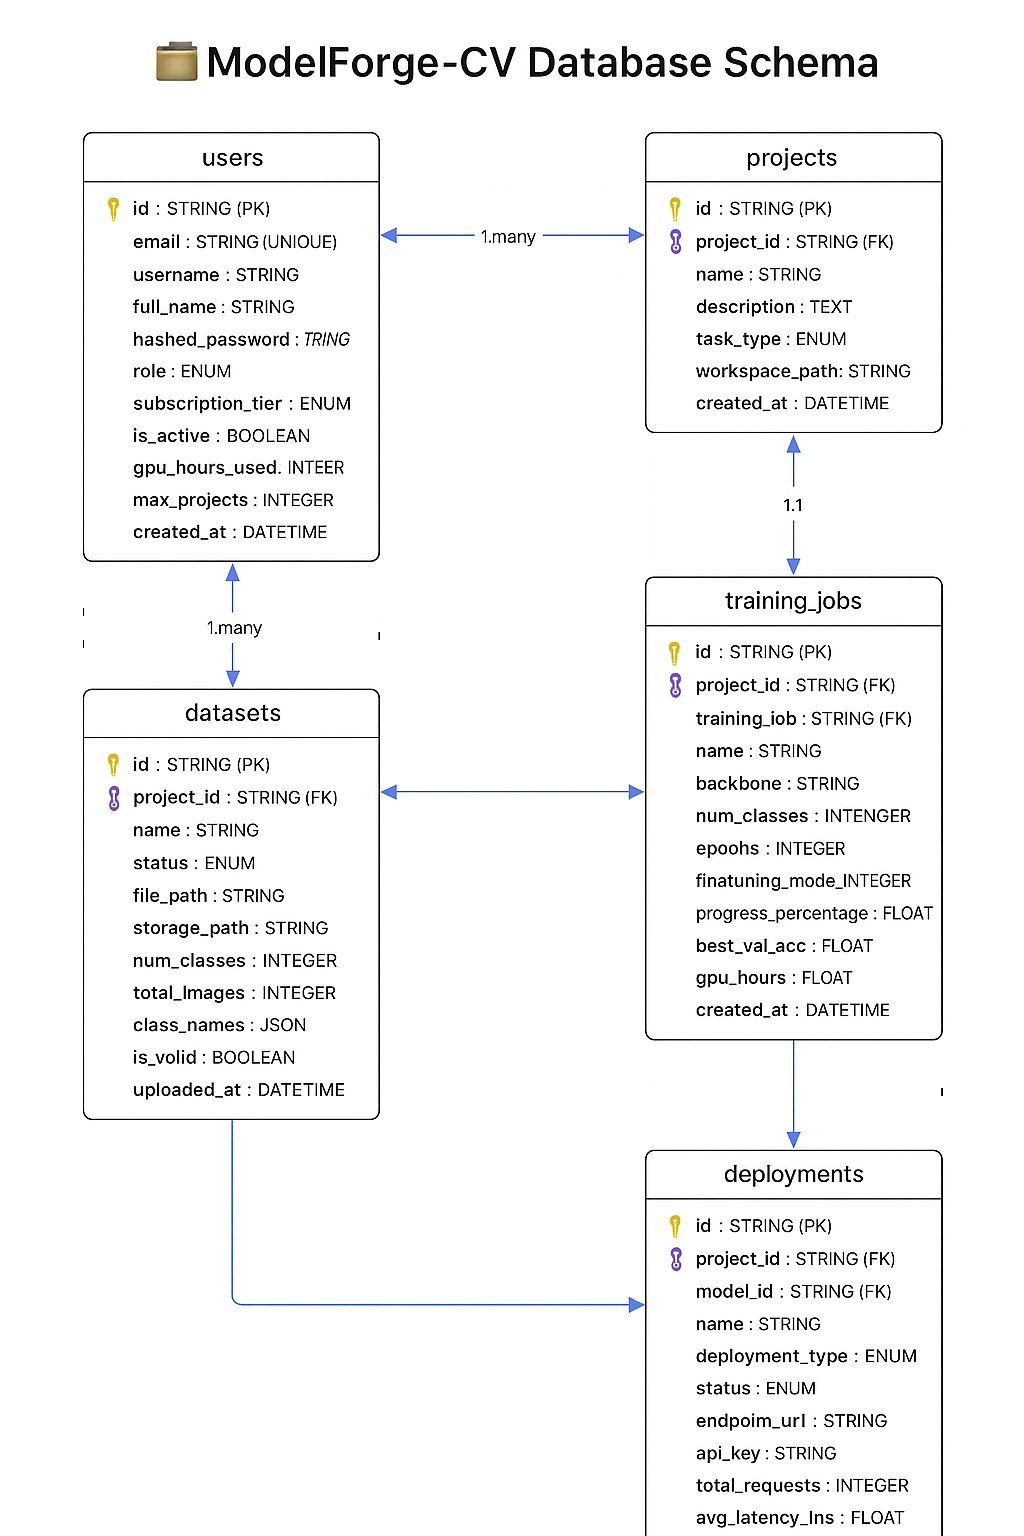 ModelForge-CV Database Schema
users
id : STRING (PK)
email : STRING (UNIOUE)
username : STRING
full_name : STRING
hashed_password : TRING
role : ENUM
subscription_tier : ENUM
is_active : BOOLEAN
gpu_hours_used. INTEER
max_projects : INTEGER
created_at : DATETIME
1.many
projects
id : STRING (PK)
project_id : STRING (FK)
name : STRING
description : TEXT
task_type : ENUM
workspace_path: STRING
created_at : DATETIME
1.many
1.1
datasets
id : STRING (PK)
project_id : STRING (FK)
name : STRING
status : ENUM
file_path : STRING
storage_path : STRING
num_classes : INTEGER
total_Images : INTEGER
class_names : JSON
is_volid : BOOLEAN
uploaded_at : DATETIME
training_jobs
id : STRING (PK)
project_id : STRING (FK)
training_iob : STRING (FK)
name : STRING
backbone : STRING
num_classes : INTENGER
epoohs : INTEGER
finatuning_mode_INTEGER
progress_percentage : FLOAT
best_val_acc : FLOAT
gpu_hours : FLOAT
created_at : DATETIME
deployments
id : STRING (PK)
project_id : STRING (FK)
model_id : STRING (FK)
name : STRING
deployment_type : ENUM
status : ENUM
endpoim_url : STRING
api_key : STRING
total_requests : INTEGER
avg_latency_Ins : FLOAT